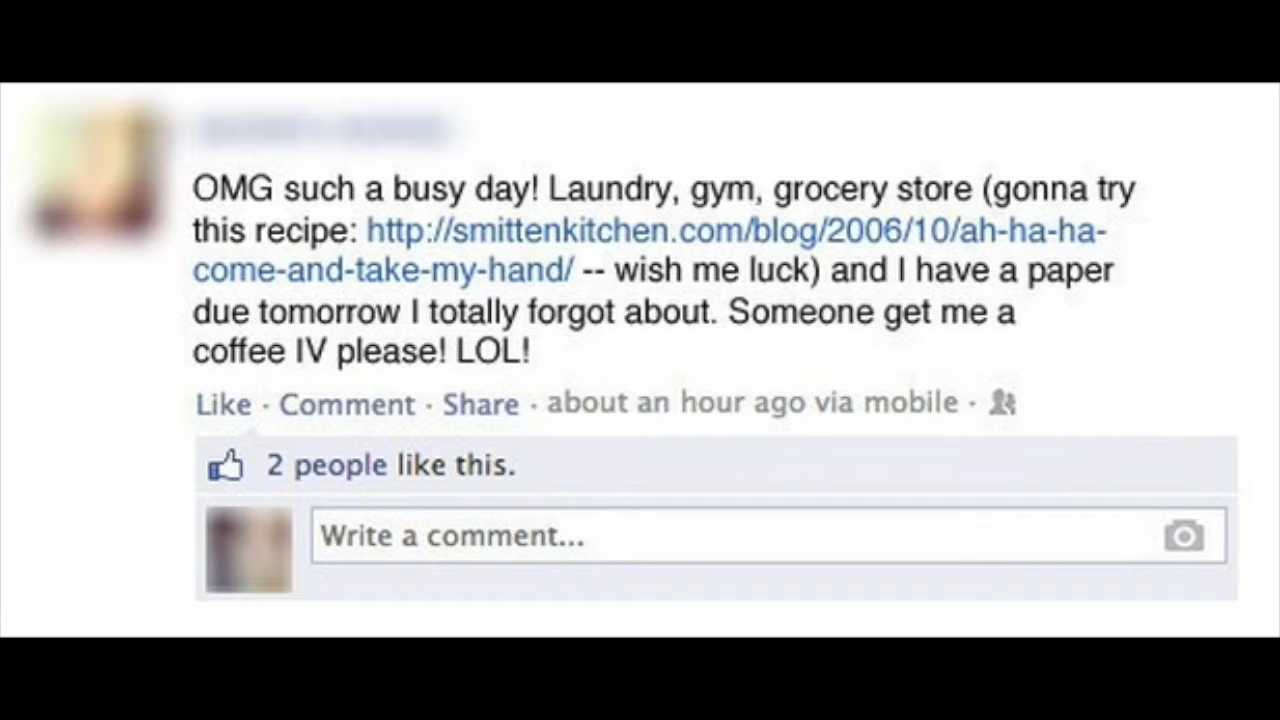 OMG such a busy day! Laundry, gym, grocery store (gonna try
this recipe: http://smittenkitchen.com/blog/2006/10/ah-ha-ha-
come-and-take-my-hand/ -- wish me luck) and I have a paper
due tomorrow I totally forgot about. Someone get me a
coffee IV please! LOL!
Like · Comment · Share · about an hour ago via mobile ·
2 people like this.
Write a comment...